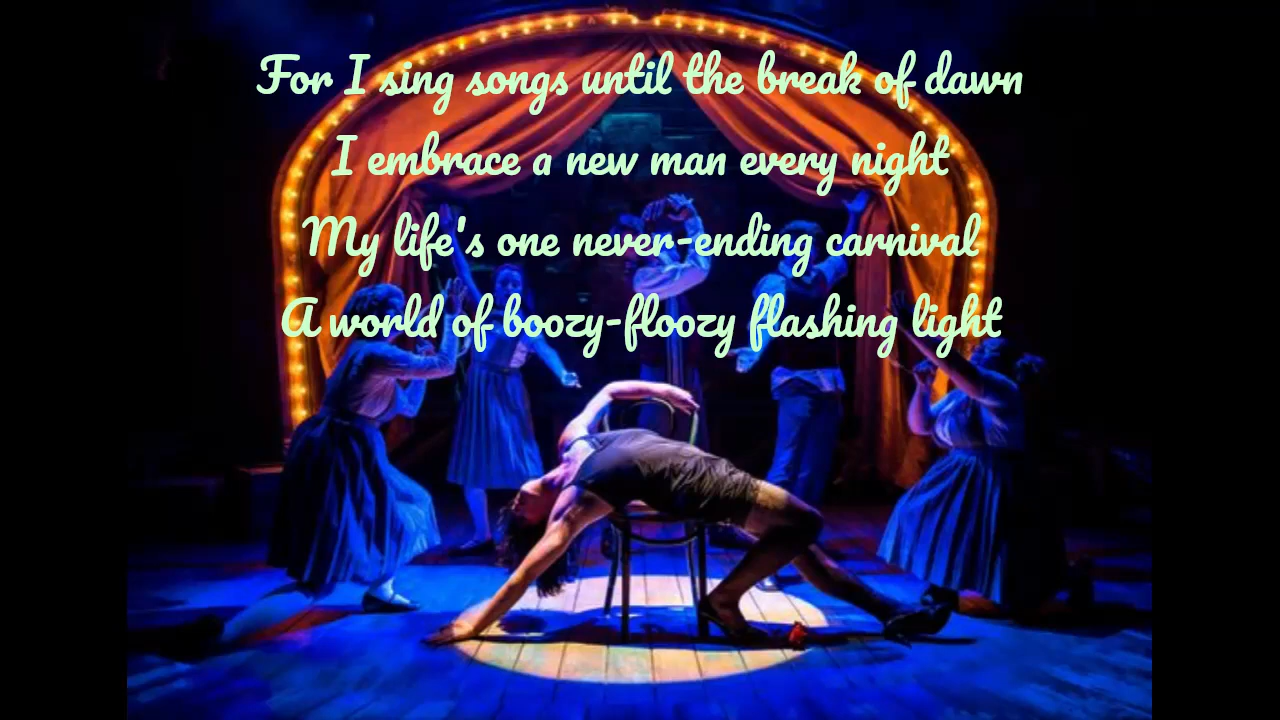 For I sing songs until the break of dawn
I embrace a new man every night
My life's one never-ending carnival
A world of boozy-floozy flashing light